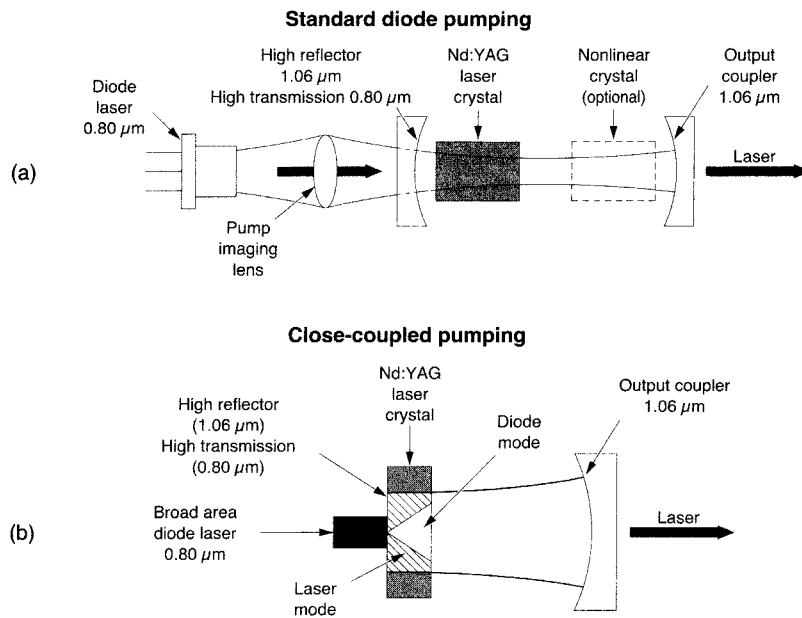 Standard diode pumping
High reflector
1.06 µm
High transmission 0.80 µm
Nd:YAG
laser
crystal
Nonlinear
crystal
(optional)
Output
coupler
1.06 µm
Diode
laser
0.80 µm
(a)
Laser
Pump
imaging
lens
Close-coupled pumping
Nd:YAG
laser
crystal
High reflector
(1.06 µm)
High transmission
(0.80 µm)
Diode
mode
Output coupler
1.06 µm
Broad area
diode laser
0.80 µm
(b)
Laser
Laser
mode